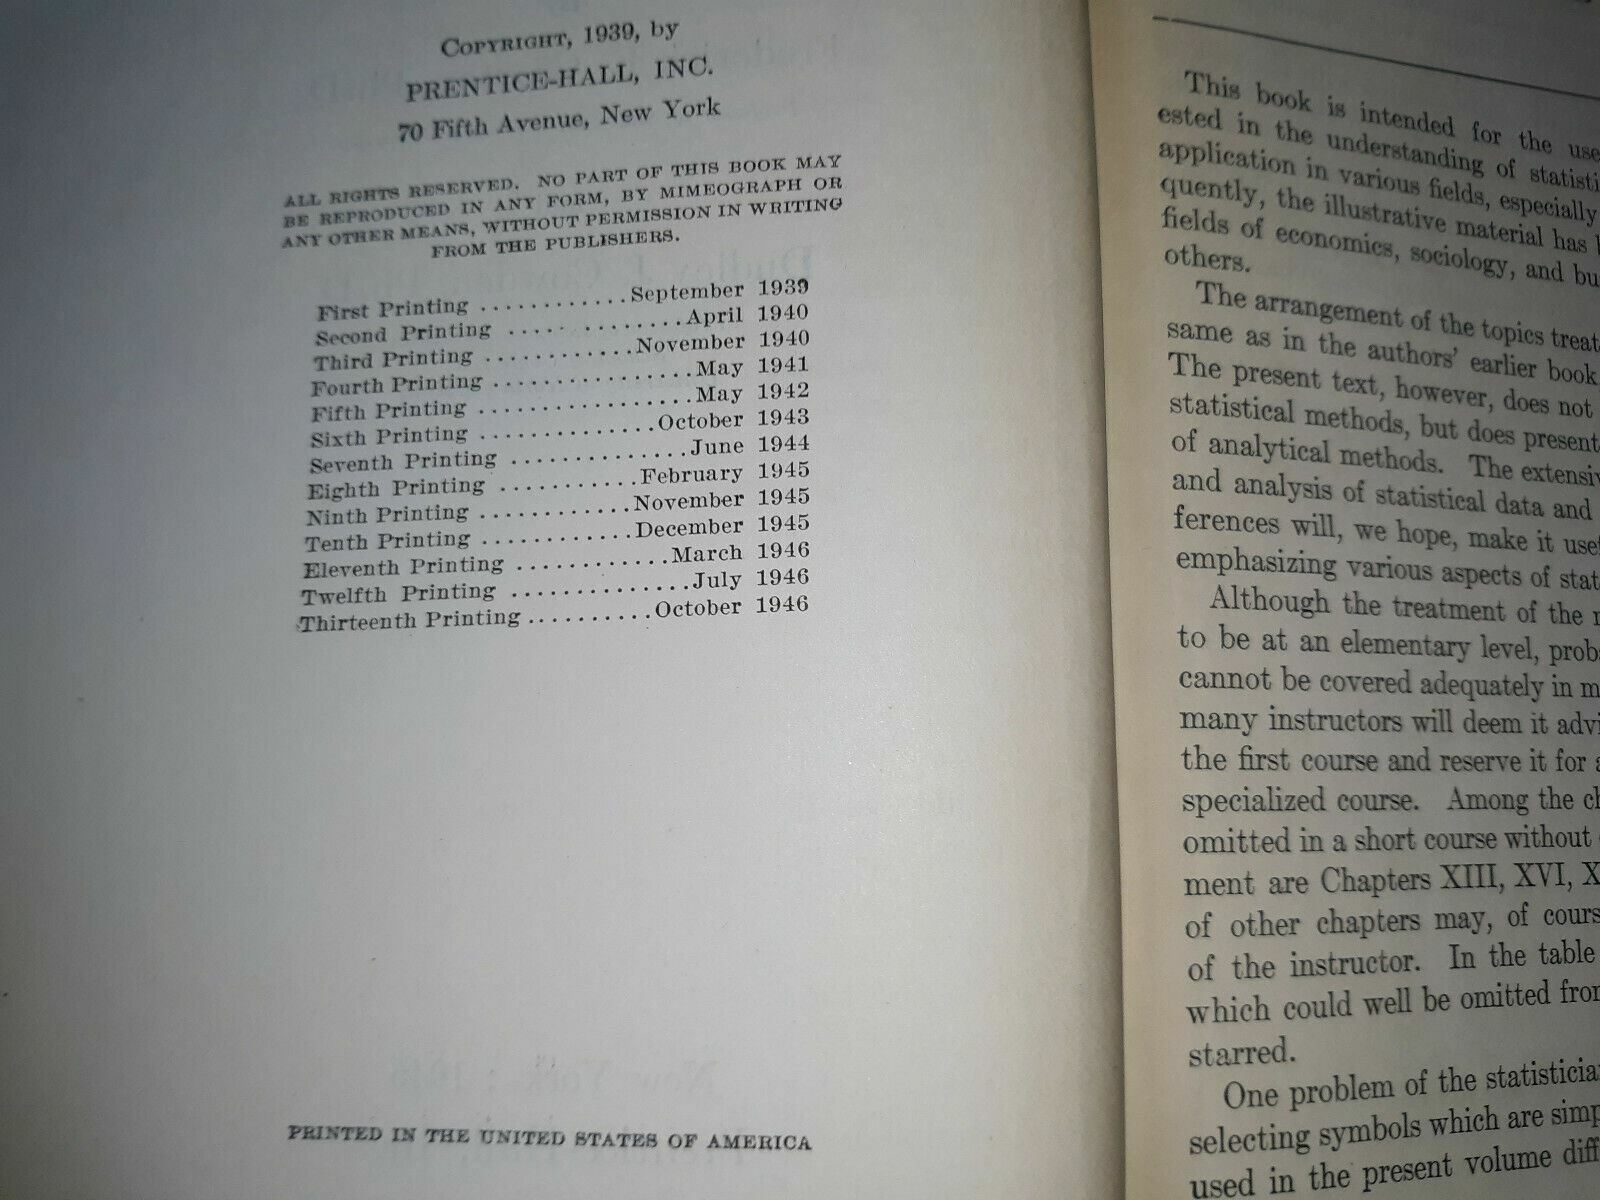 COPYRIGHT, 1939, by
PRENTICE-HALL, INC.
70 Fifth Avenue, New York
ALL RIGHTS RESERVED. NO PART OF THIS BOOK MAY
BE REPRODUCED IN ANY FORM, BY MIMEOGRAPH OR
ANY OTHER MEANS, WITHOUT PERMISSION IN WRITING
FROM THE PUBLISHERS.
First Printing ............September 1939
Second Printing ..............April 1940
Third Printing ............November 1940
Fourth Printing ..................May 1941
Fifth Printing ...................May 1942
Sixth Printing ...............October 1943
Seventh Printing ...............June 1944
Eighth Printing ............February 1945
Ninth Printing ............November 1945
Tenth Printing .............December 1945
Eleventh Printing .............March 1946
Twelfth Printing ................July 1946
Thirteenth Printing ..........October 1946
PRINTED IN THE UNITED STATES OF AMERICA
This book is intended for the use
ested in the understanding of statisti
application in various fields, especially
quently, the illustrative material has
fields of economics, sociology, and bu
others.
The arrangement of the topics treat
same as in the authors' earlier book
The present text, however, does not
statistical methods, but does present
of analytical methods. The extensiv
and analysis of statistical data and
ferences will, we hope, make it usef
emphasizing various aspects of stat
Although the treatment of the
to be at an elementary level, prob
cannot be covered adequately in m
many instructors will deem it advi
the first course and reserve it for a
specialized course. Among the ch
omitted in a short course without
ment are Chapters XIII, XVI, X
of other chapters may, of cours
of the instructor. In the table
which could well be omitted from
starred.
One problem of the statistician
selecting symbols which are simp
used in the present volume diff